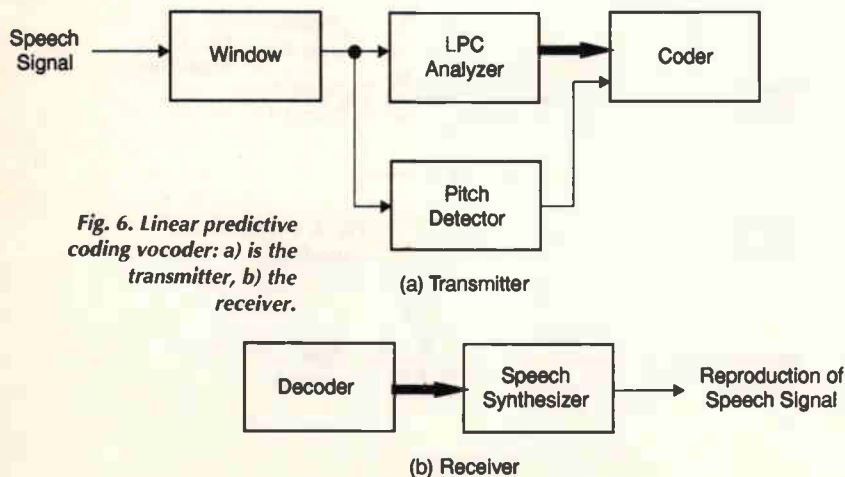 Speech
Signal
Window
LPC
Analyzer
Coder
Pitch
Detector
Fig. 6. Linear predictive
coding vocoder: a) is the
transmitter, b) the
receiver.
(a) Transmitter
Decoder
Speech
Synthesizer
Reproduction of
Speech Signal
(b) Receiver